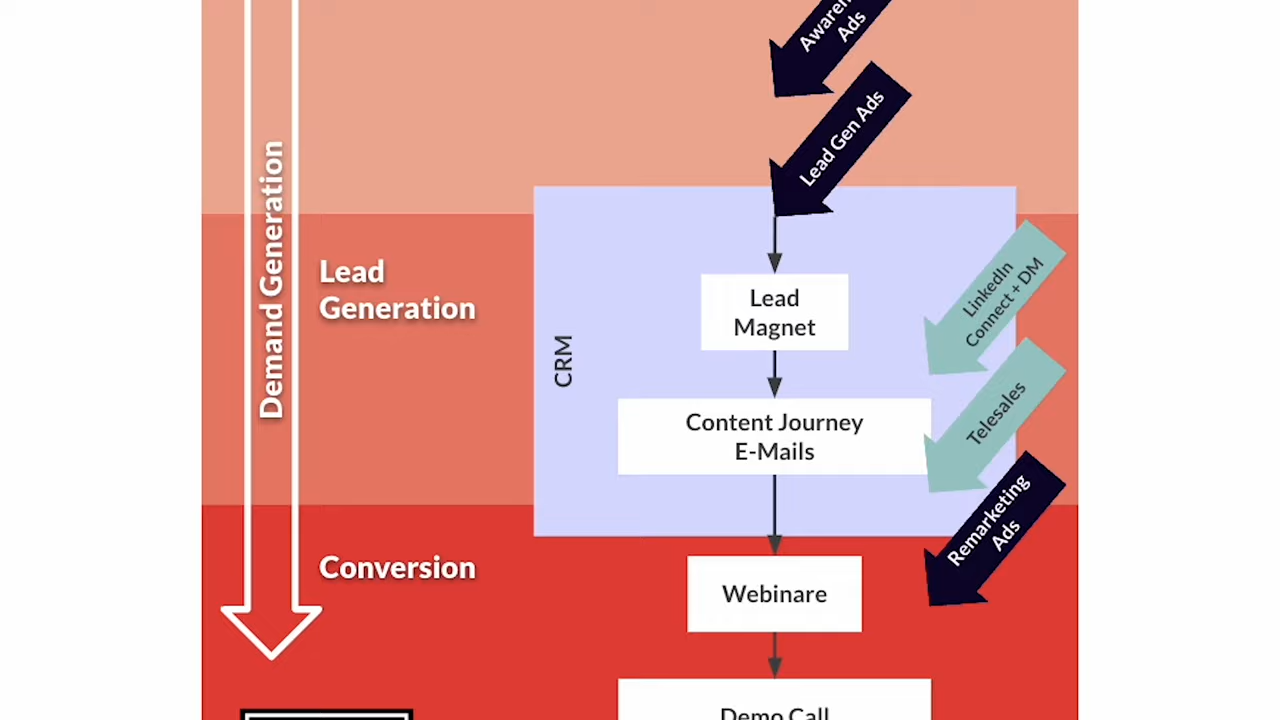 Ads
Lead Gen Ads
Demand Generation
Lead
Generation
CRM
Lead
Magnet
LinkedIn
Connect + DM
Content Journey
E-Mails
Telesales
Remarketing
Ads
Conversion
Webinare
Demo Call